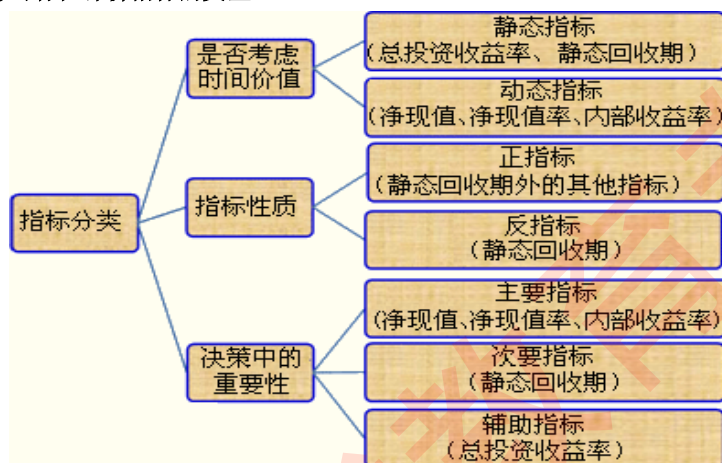 指标分类
是否考虑
时间价值
静态指标
(总投资收益率、静态回收期)
动态指标
(净现值、净现值率、内部收益率)
指标性质
正指标
(静态回收期外的其他指标)
反指标
(静态回收期)
决策中的
重要性
主要指标
(净现值、净现值率、内部收益率)
次要指标
(静态回收期)
辅助指标
(总投资收益率)